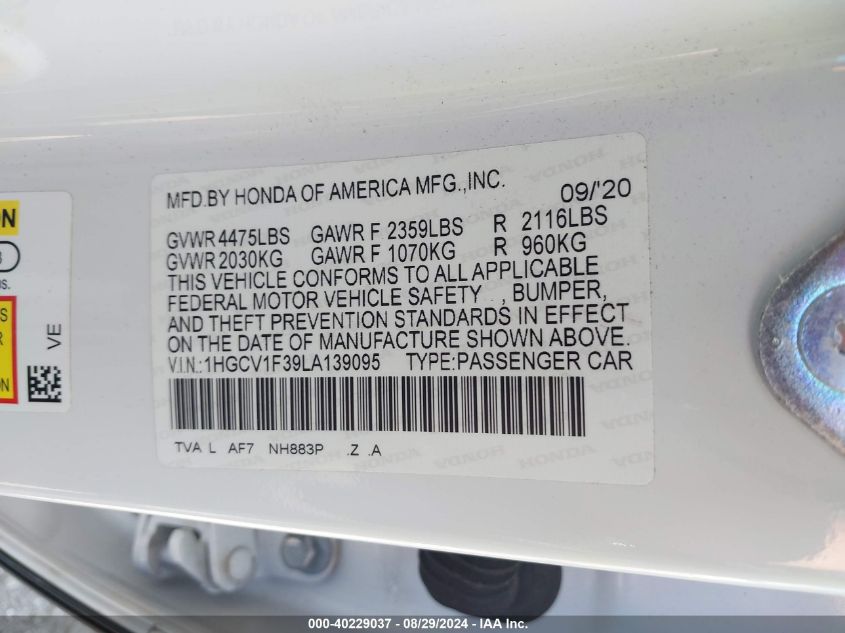 MFD.BY HONDA OF AMERICA MFG.,INC. 09/'20
GVWR 4475LBS GAWR F 2359LBS R 2116LBS
GVWR 2030KG GAWR F 1070KG R 960KG
THIS VEHICLE CONFORMS TO ALL APPLICABLE
FEDERAL MOTOR VEHICLE SAFETY , BUMPER,
AND THEFT PREVENTION STANDARDS IN EFFECT
ON THE DATE OF MANUFACTURE SHOWN ABOVE.
V.I.N.:1HGCV1F39LA139095 TYPE:PASSENGER CAR
TVA L AF7 NH883P .Z .A
VE
000-40229037 - 08/29/2024 - IAA Inc.